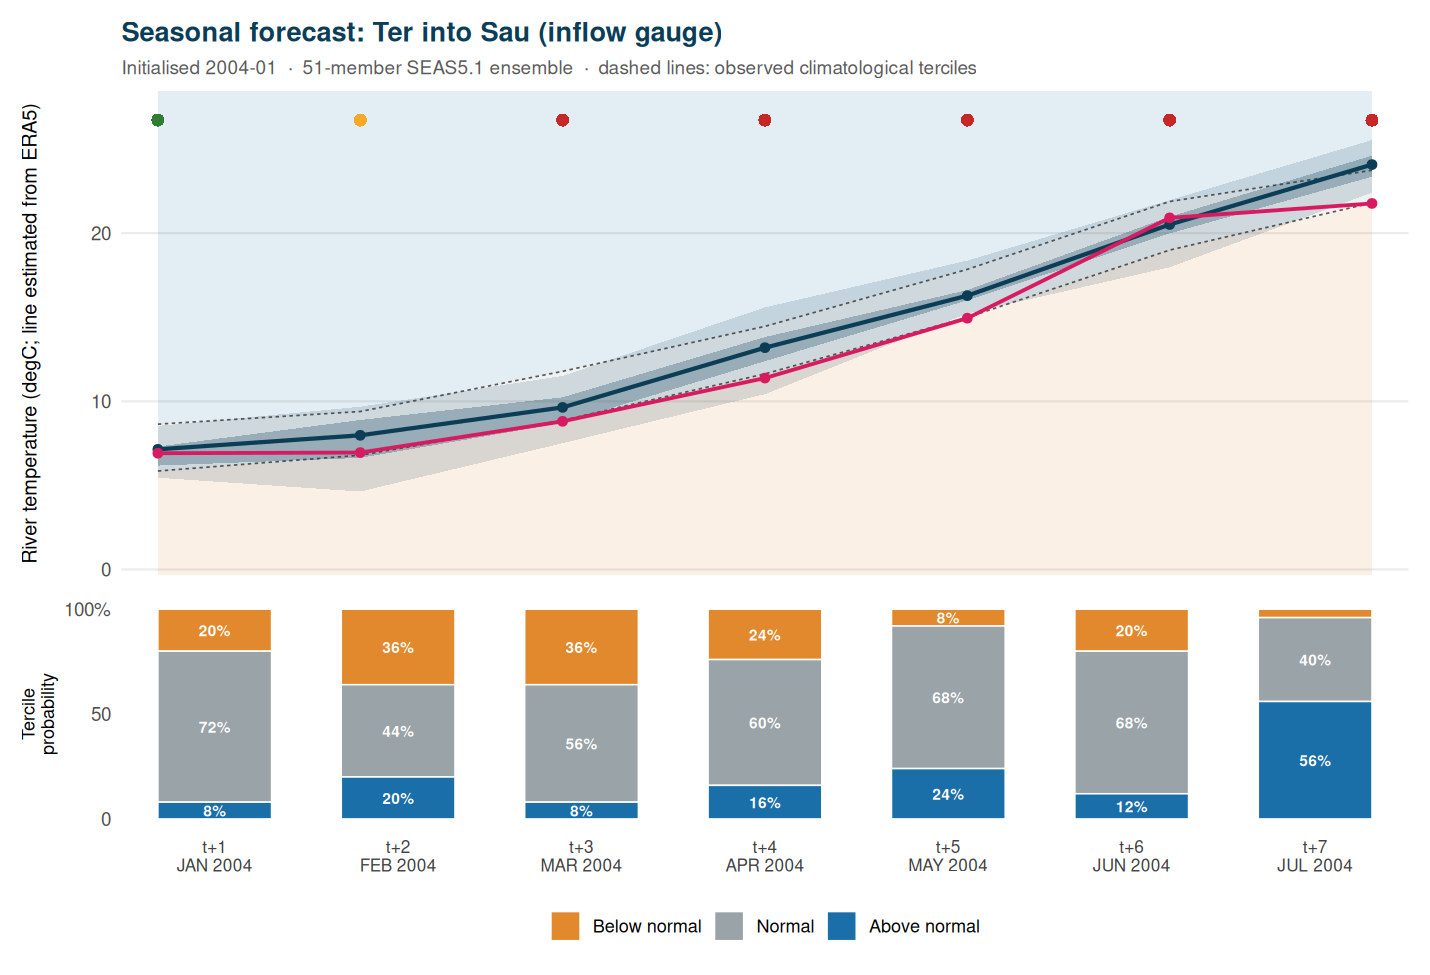 Seasonal forecast: Ter into Sau (inflow gauge)
Initialised 2004-01 · 51-member SEAS5.1 ensemble · dashed lines: observed climatological terciles
River temperature (degC; line estimated from ERA5)
20
10
0
Tercile
probability
100%
50
0
20%
36%
36%
24%
8%
20%
72%
44%
56%
60%
68%
68%
40%
8%
20%
8%
16%
24%
12%
56%
t+1
JAN 2004
t+2
FEB 2004
t+3
MAR 2004
t+4
APR 2004
t+5
MAY 2004
t+6
JUN 2004
t+7
JUL 2004
Below normal
Normal
Above normal